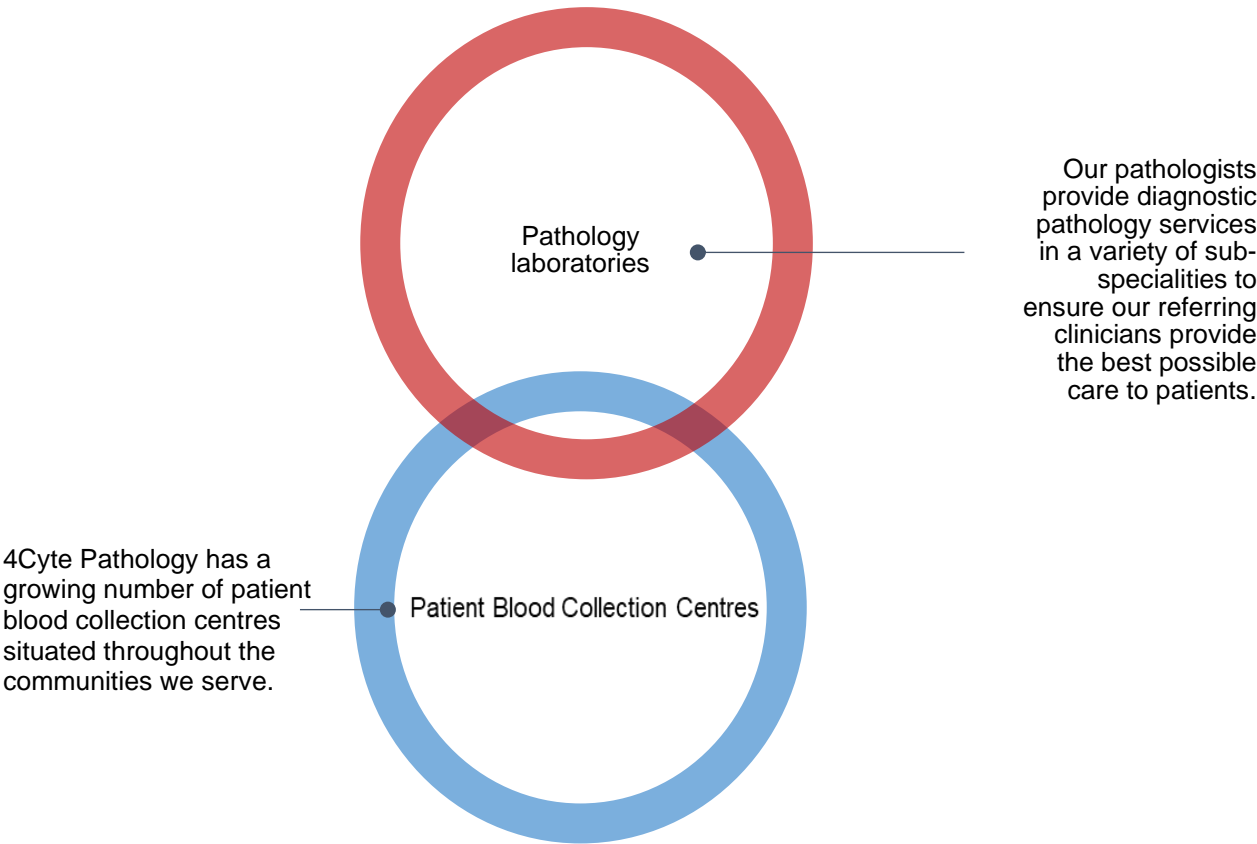 Pathology
laboratories
Our pathologists
provide diagnostic
pathology services
in a variety of sub-
specialities to
ensure our referring
clinicians provide
the best possible
care to patients.
4Cyte Pathology has a
growing number of patient
blood collection centres
situated throughout the
communities we serve.
Patient Blood Collection Centres